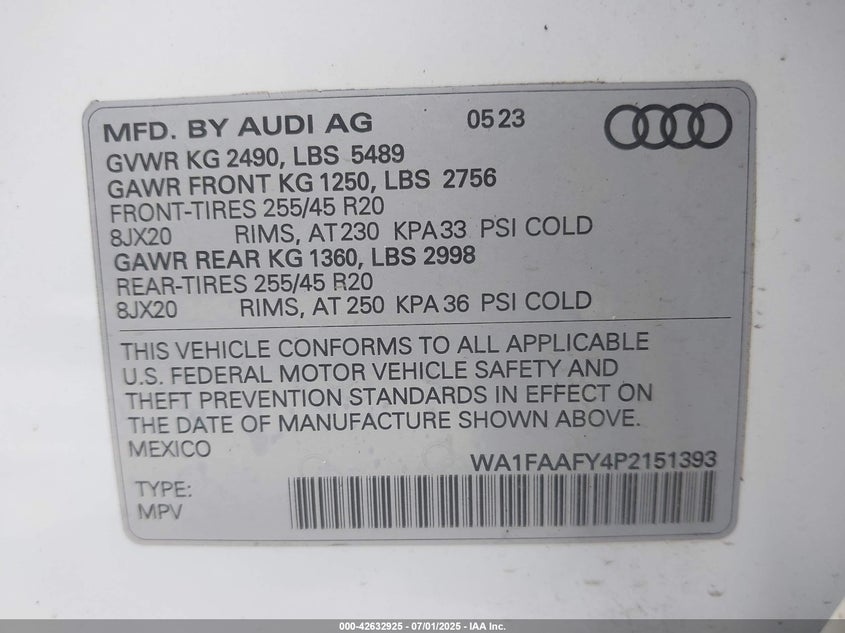 MFD. BY AUDI AG 0523
GVWR KG 2490, LBS 5489
GAWR FRONT KG 1250, LBS 2756
FRONT-TIRES 255/45 R20
8JX20 RIMS, AT 230 KPA 33 PSI COLD
GAWR REAR KG 1360, LBS 2998
REAR-TIRES 255/45 R20
8JX20 RIMS, AT 250 KPA 36 PSI COLD
THIS VEHICLE CONFORMS TO ALL APPLICABLE
U.S. FEDERAL MOTOR VEHICLE SAFETY AND
THEFT PREVENTION STANDARDS IN EFFECT ON
THE DATE OF MANUFACTURE SHOWN ABOVE.
MEXICO
WA1FAAFY4P2151393
TYPE:
MPV
000-42632925 - 07/01/2025 - IAA Inc.